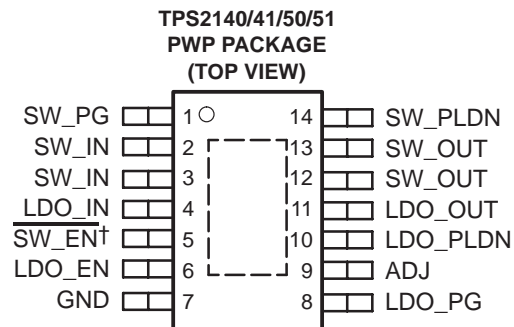 TPS2140/41/50/51
PWP PACKAGE
(TOP VIEW)
SW_PG 1 14 SW_PLDN
SW_IN 2 13 SW_OUT
SW_IN 3 12 SW_OUT
LDO_IN 4 11 LDO_OUT
SW_EN† 5 10 LDO_PLDN
LDO_EN 6 9 ADJ
GND 7 8 LDO_PG